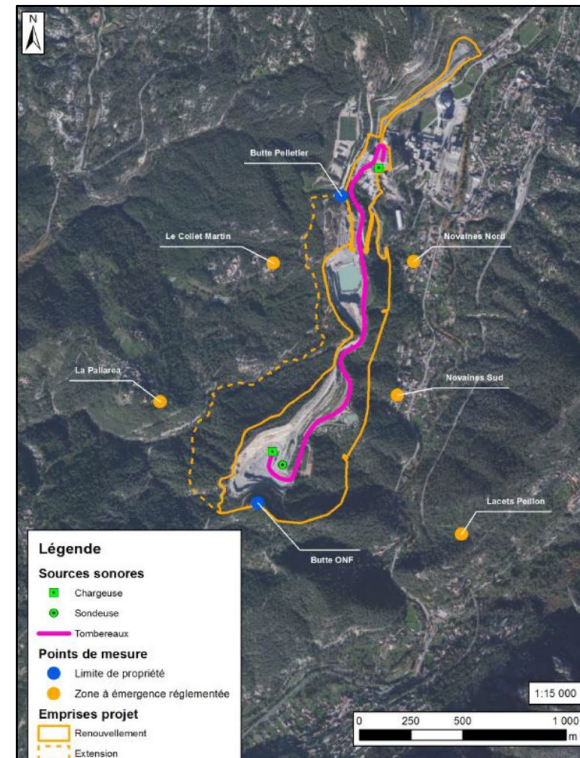 N
Butte Pelletier
Le Collet Martin
Novaines Nord
La Pallarea
Novaines Sud
Lacets Peillon
Butte ONF
Légende
Sources sonores
Chargeuse
Sondeuse
Tombereaux
Points de mesure
Limite de propriété
Zone à émergence réglementée
Emprises projet
Renouvellement
Extension
1:15 000
0 250 500 1 000
m